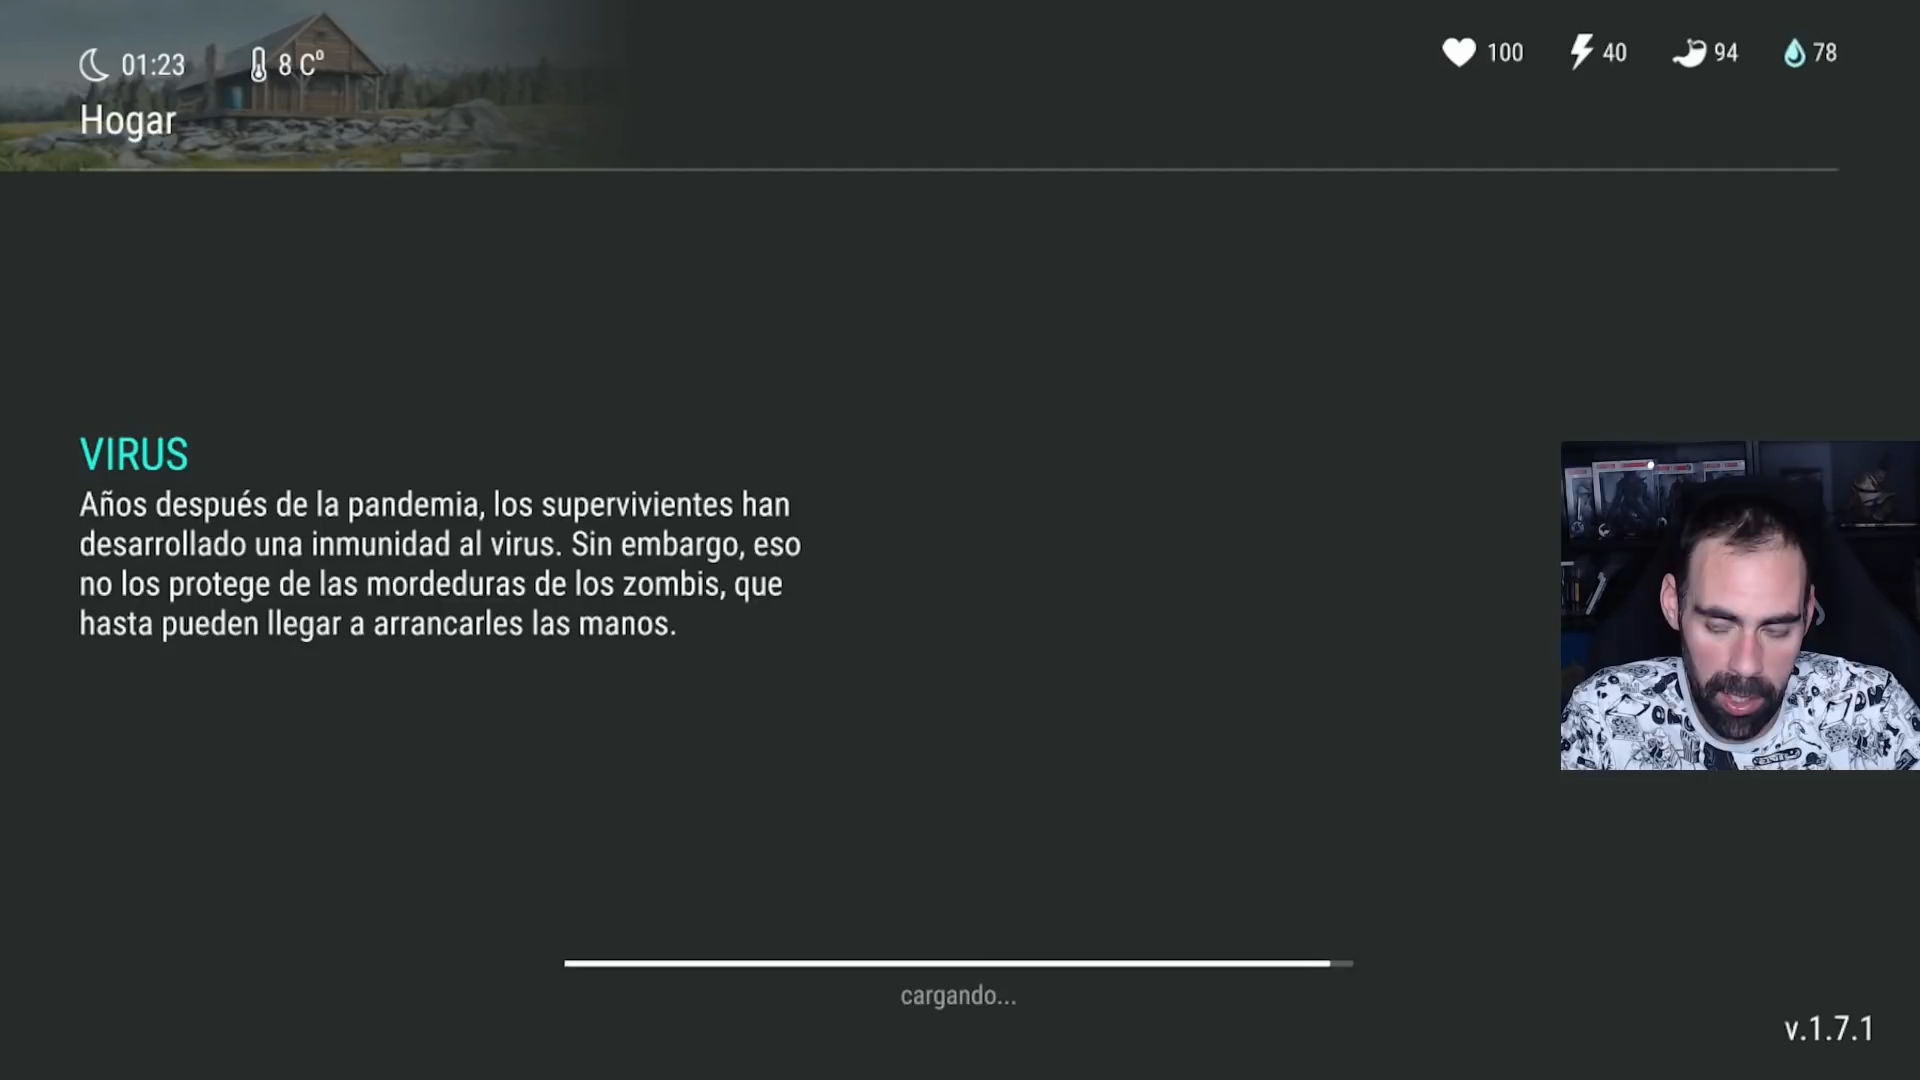 01:23
8 Cº
100
40
94
78
Hogar
VIRUS
Años después de la pandemia, los supervivientes han
desarrollado una inmunidad al virus. Sin embargo, eso
no los protege de las mordeduras de los zombis, que
hasta pueden llegar a arrancarles las manos.
cargando...
v.1.7.1